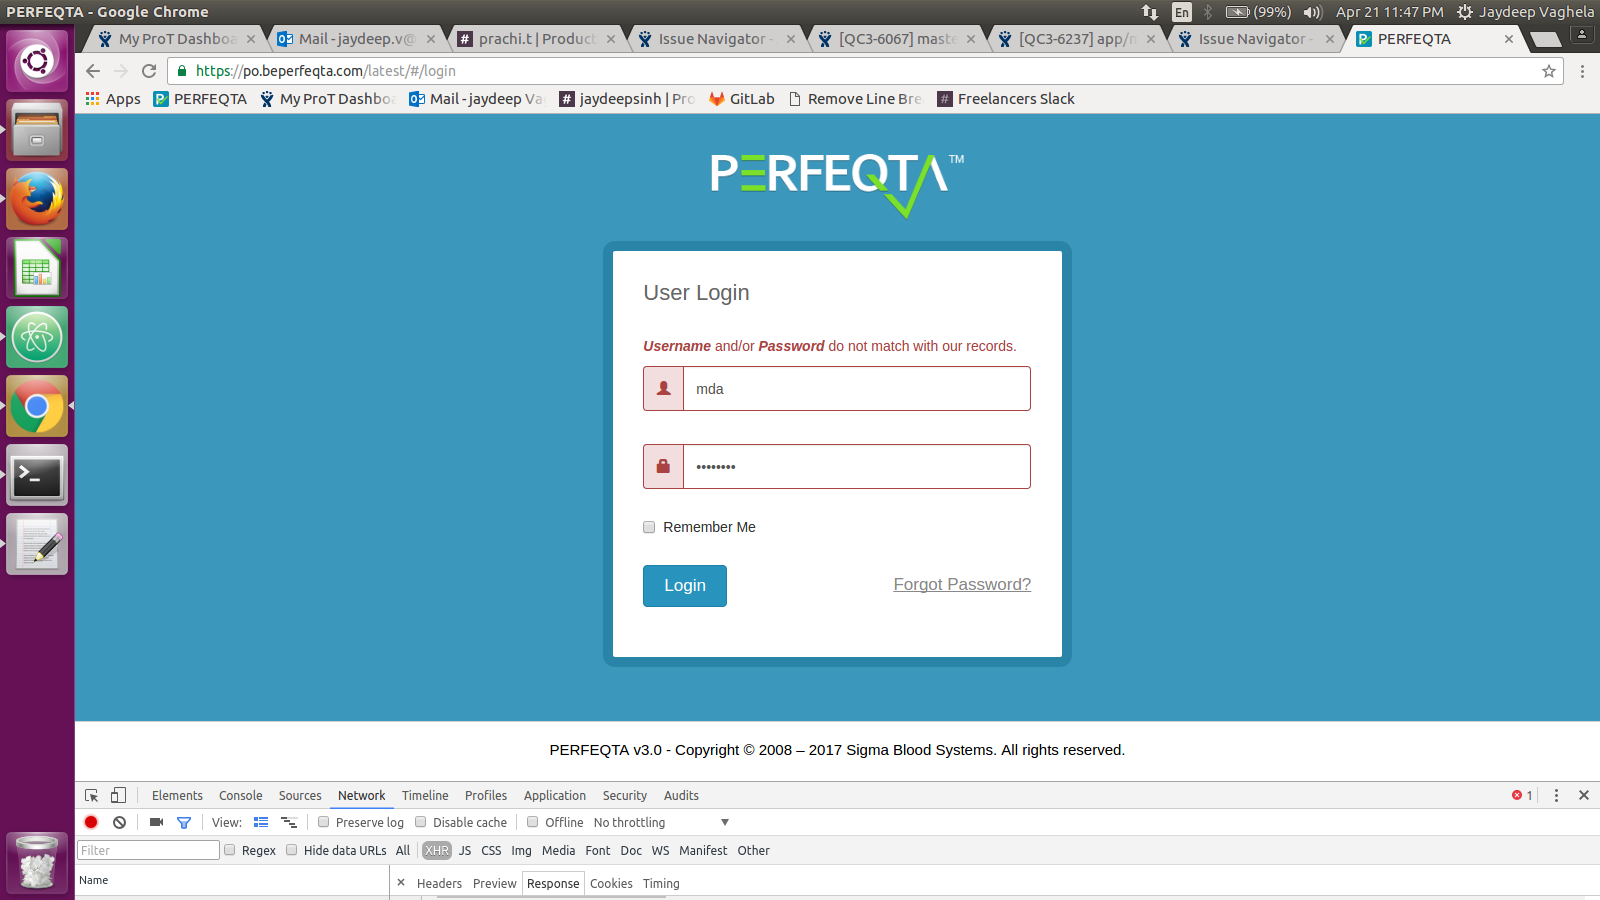 PERFEQTA - Google Chrome
En
(99%)
Apr 21 11:47 PM
Jaydeep Vaghela
My ProT Dashboa
Mail - jaydeep.v@
prachi.t | Product
Issue Navigator -
[QC3-6067] maste
[QC3-6237] app/m
Issue Navigator -
PERFEQTA
https://po.beperfeqta.com/latest/#/login
Apps
PERFEQTA
My ProT Dashboa
Mail - jaydeep Va
jaydeepsinh | Pro
GitLab
Remove Line Bre
Freelancers Slack
PERFEQTA™
User Login
Username and/or Password do not match with our records.
mda
••••••••
Remember Me
Login
Forgot Password?
PERFEQTA v3.0 - Copyright © 2008 – 2017 Sigma Blood Systems. All rights reserved.
Elements Console Sources Network Timeline Profiles Application Security Audits
1
View: Preserve log Disable cache Offline No throttling
Filter Regex Hide data URLs All XHR JS CSS Img Media Font Doc WS Manifest Other
Name
Headers Preview Response Cookies Timing